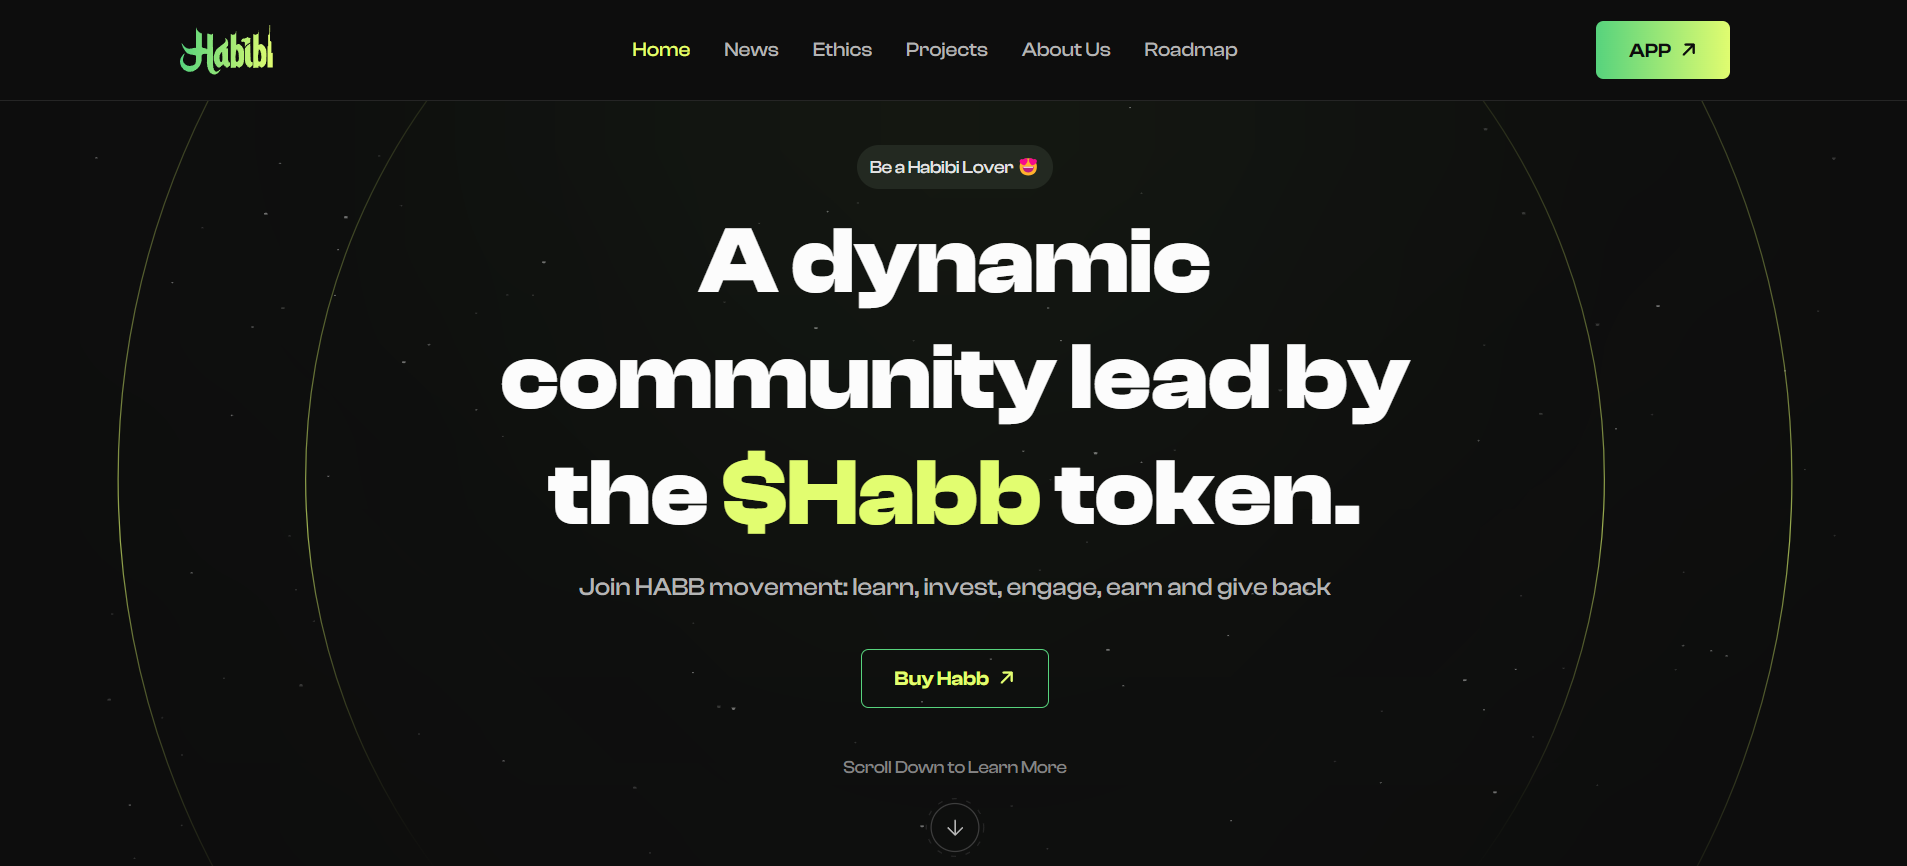 Habibi
Home News Ethics Projects About Us Roadmap
APP
Be a Habibi Lover
A dynamic
community lead by
the $Habb token.
Join HABB movement: learn, invest, engage, earn and give back
Buy Habb
Scroll Down to Learn More